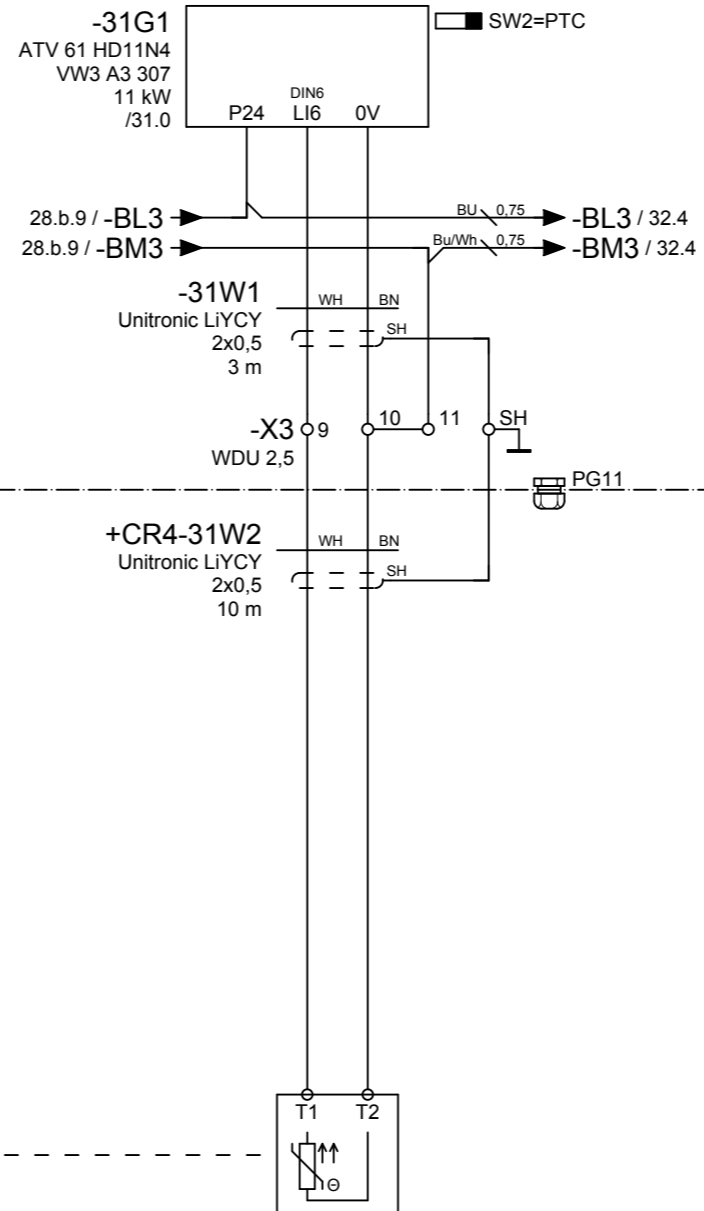 -31G1
ATV 61 HD11N4
VW3 A3 307
11 kW
/31.0
SW2=PTC
DIN6
P24 LI6 0V
28.b.9 / -BL3
BU 0,75
-BL3 / 32.4
28.b.9 / -BM3
Bu/Wh 0,75
-BM3 / 32.4
-31W1
Unitronic LiYCY
2x0,5
3 m
WH BN
SH
-X3 9 10 11 SH
WDU 2,5
PG11
+CR4-31W2
Unitronic LiYCY
2x0,5
10 m
WH BN
SH
T1 T2
Θ